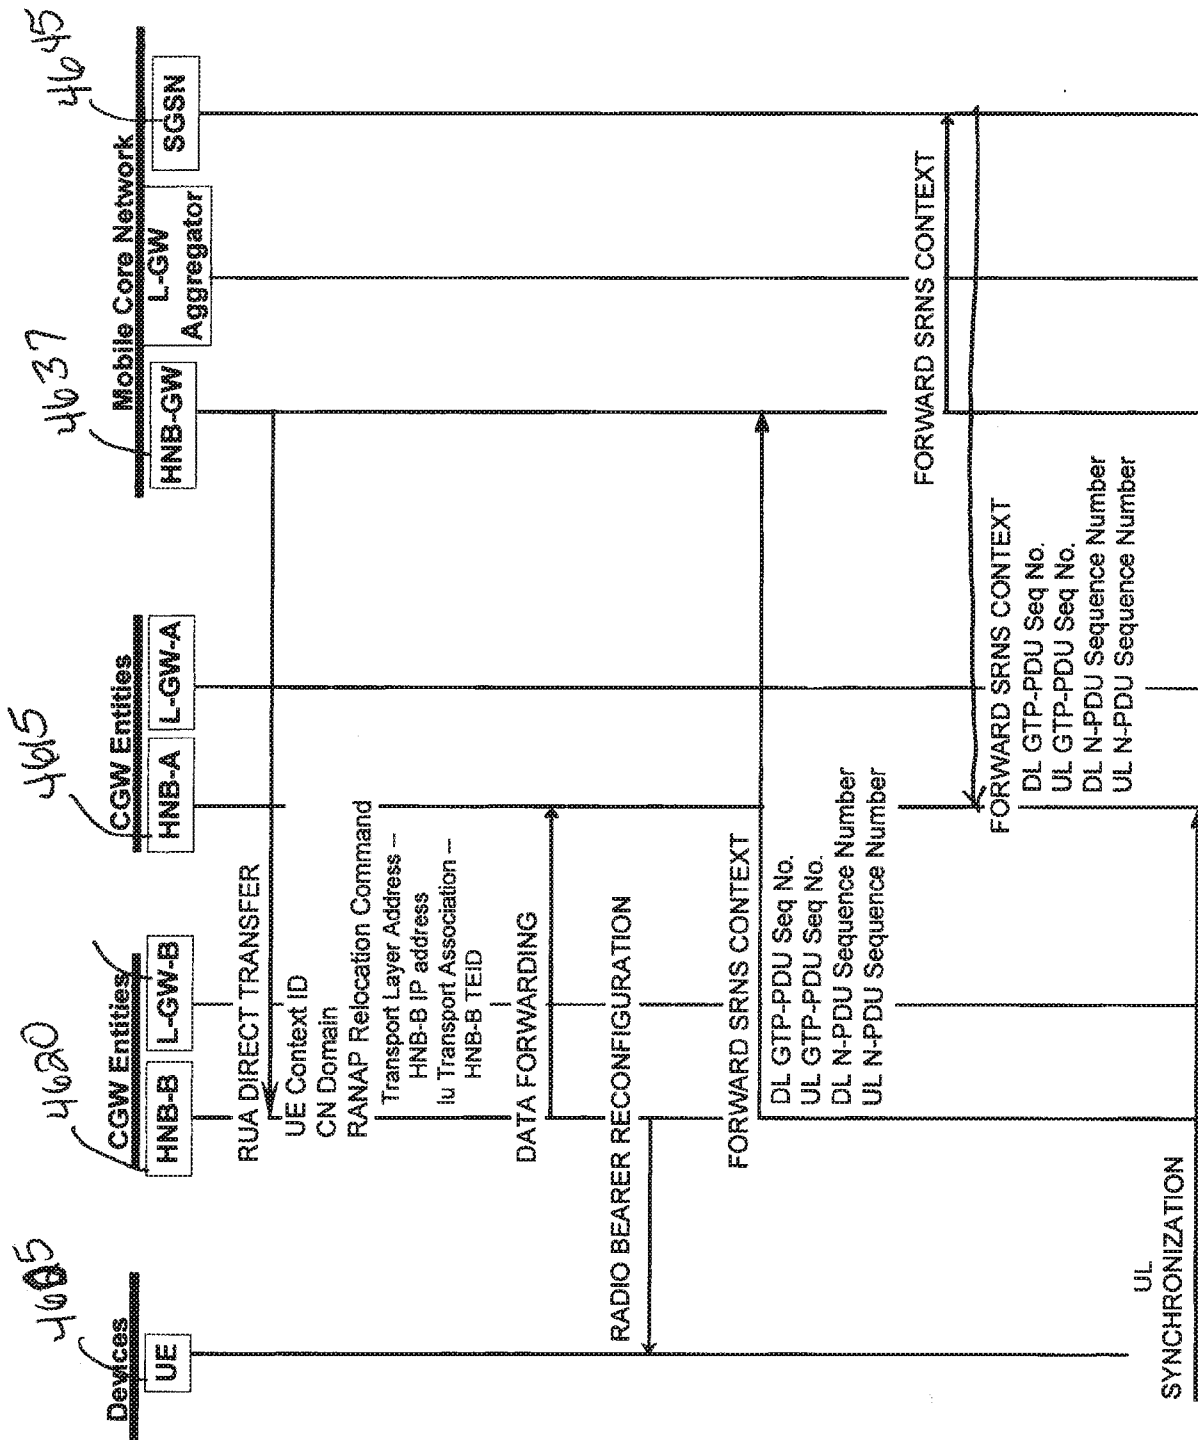 4645
4637
4615
4620
Devices
CGW Entities
CGW Entities
Mobile Core Network
UE
HNB-B
L-GW-B
HNB-A
L-GW-A
HNB-GW
L-GW
Aggregator
SGSN
RUA DIRECT TRANSFER
UE Context ID
CN Domain
RANAP Relocation Command
Transport Layer Address –
HNB-B IP address
Iu Transport Association –
HNB-B TEID
DATA FORWARDING
RADIO BEARER RECONFIGURATION
FORWARD SRNS CONTEXT
DL GTP-PDU Seq No.
UL GTP-PDU Seq No.
DL N-PDU Sequence Number
UL N-PDU Sequence Number
FORWARD SRNS CONTEXT
FORWARD SRNS CONTEXT
DL GTP-PDU Seq No.
UL GTP-PDU Seq No.
DL N-PDU Sequence Number
UL N-PDU Sequence Number
UL
SYNCHRONIZATION